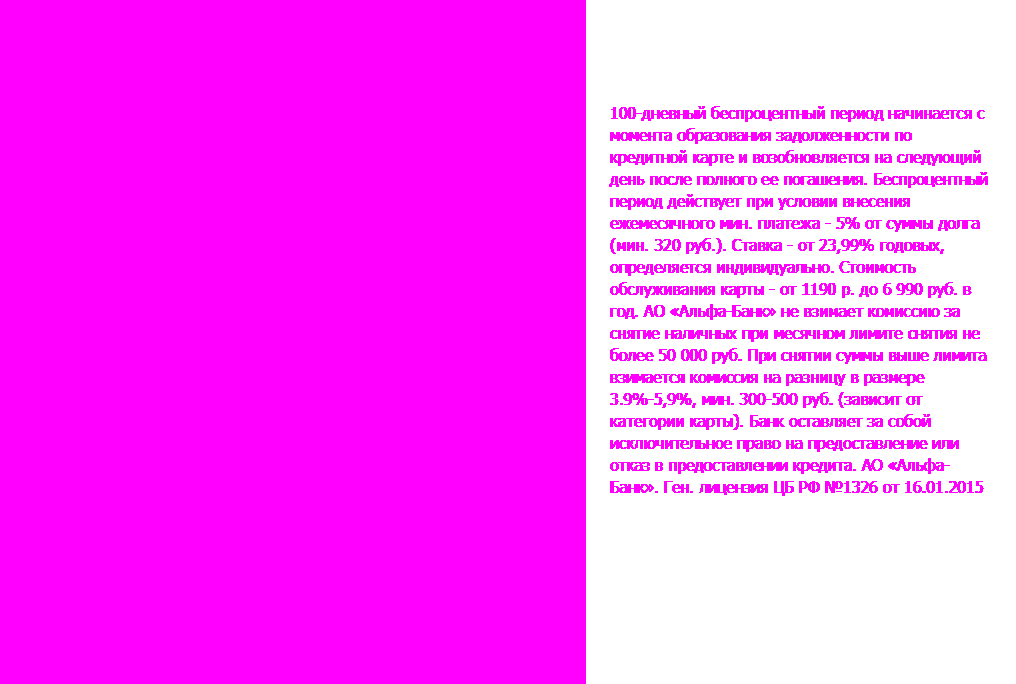 100-дневный беспроцентный период начинается с
момента образования задолженности по
кредитной карте и возобновляется на следующий
день после полного ее погашения. Беспроцентный
период действует при условии внесения
ежемесячного мин. платежа - 5% от суммы долга
(мин. 320 руб.). Ставка - от 23,99% годовых,
определяется индивидуально. Стоимость
обслуживания карты - от 1190 р. до 6 990 руб. в
год. АО «Альфа-Банк» не взимает комиссию за
снятие наличных при месячном лимите снятия не
более 50 000 руб. При снятии суммы выше лимита
взимается комиссия на разницу в размере
3.9%-5,9%, мин. 300-500 руб. (зависит от
категории карты). Банк оставляет за собой
исключительное право на предоставление или
отказ в предоставлении кредита. АО «Альфа-
Банк». Ген. лицензия ЦБ РФ №1326 от 16.01.2015